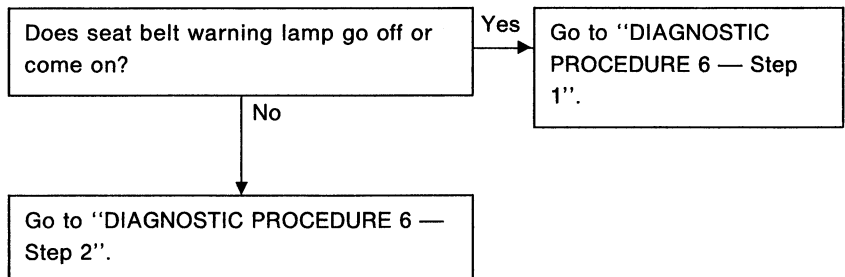 Does seat belt warning lamp go off or
come on?
Yes
Go to ‘‘DIAGNOSTIC
PROCEDURE 6 — Step
1’’.
No
Go to ‘‘DIAGNOSTIC PROCEDURE 6 —
Step 2’’.